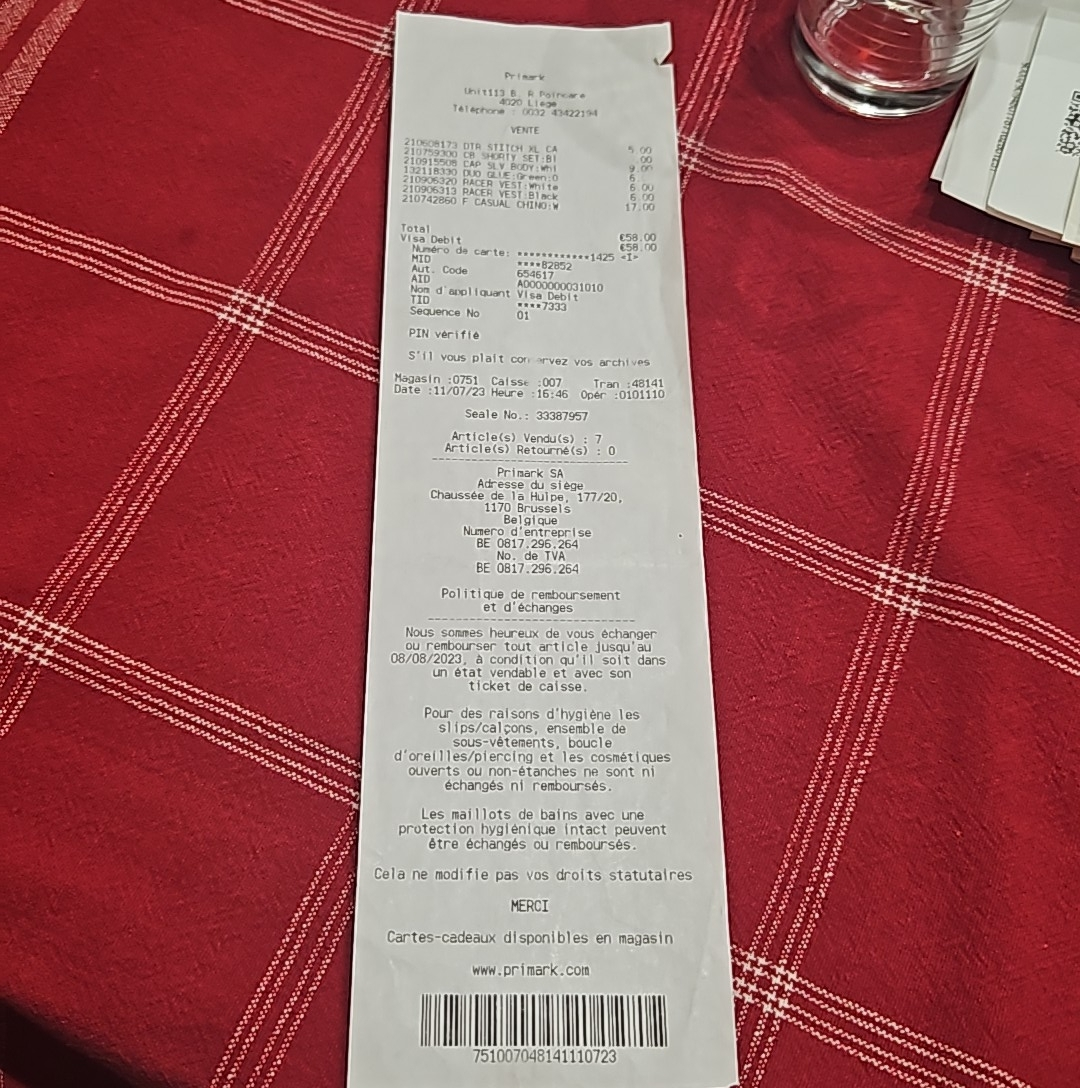 Primark
Unit113 B. R Poincare
4020 Liege
Téléphone : 0032 43422194
VENTE
210608173 DTR STITCH XL CA 5.00
210759300 CB SHORTY SET:Bl .00
210915508 CAP SLV BODY:Whi 9.00
132118330 DUO GLUE:Green:O 6.
210906320 RACER VEST:White 6.00
210906313 RACER VEST:Black 6.00
210742860 F CASUAL CHINO:W 17.00
Total €58.00
Visa Debit €58.00
Numéro de carte: ************1425 <I>
MID ****82852
Aut. Code 654617
AID A0000000031010
Nom d'appliquant Visa Debit
TID ****7333
Sequence No 01
PIN vérifié
S'il vous plait con ervez vos archives
Magasin :0751 Caisse :007 Tran :48141
Date :11/07/23 Heure :16:46 Opér :0101110
Seale No.: 33387957
Article(s) Vendu(s) : 7
Article(s) Retourné(s) : 0
Primark SA
Adresse du siège
Chaussée de la Hulpe, 177/20,
1170 Brussels
Belgique
Numero d'entreprise
BE 0817.296.264
No. de TVA
BE 0817.296.264
Politique de remboursement
et d'échanges
Nous sommes heureux de vous échanger
ou rembourser tout article jusqu'au
08/08/2023, à condition qu'il soit dans
un état vendable et avec son
ticket de caisse.
Pour des raisons d'hygiène les
slips/calçons, ensemble de
sous-vêtements, boucle
d'oreilles/piercing et les cosmétiques
ouverts ou non-étanches ne sont ni
échangés ni remboursés.
Les maillots de bains avec une
protection hygiénique intact peuvent
être échangés ou remboursés.
Cela ne modifie pas vos droits statutaires
MERCI
Cartes-cadeaux disponibles en magasin
www.primark.com
751007048141110723